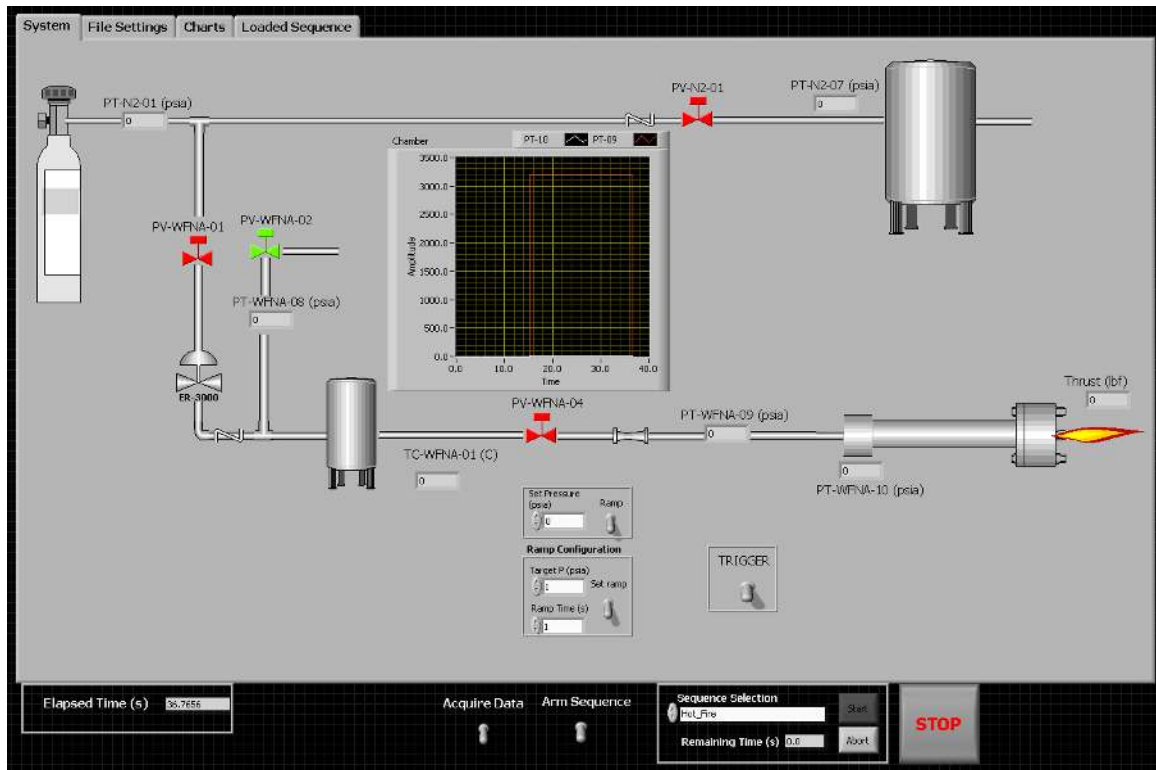 System File Settings Charts Loaded Sequence
PT-N2-01 (psia)
0
PV-N2-01
PT-N2-07 (psia)
0
Chamber PT-10 PT-09
3500.0
3000.0
2500.0
2000.0
1500.0
1000.0
500.0
0.0
Amplitude
0.0 10.0 20.0 30.0 40.0
Time
PV-WFNA-01
PV-WFNA-02
PT-WFNA-08 (psia)
0
ER-3000
PV-WFNA-04
TC-WFNA-01 (C)
0
PT-WFNA-09 (psia)
0
Thrust (lbf)
0
0
PT-WFNA-10 (psia)
Set Pressure
(psia) Ramp
0
Ramp Configuration
Target P (psia)
1 Set ramp
Ramp Time (s)
1
TRIGGER
Elapsed Time (s) 36.7656
Acquire Data Arm Sequence
Sequence Selection
Hot_Fire Start
Remaining Time (s) 0.0 Abort
STOP